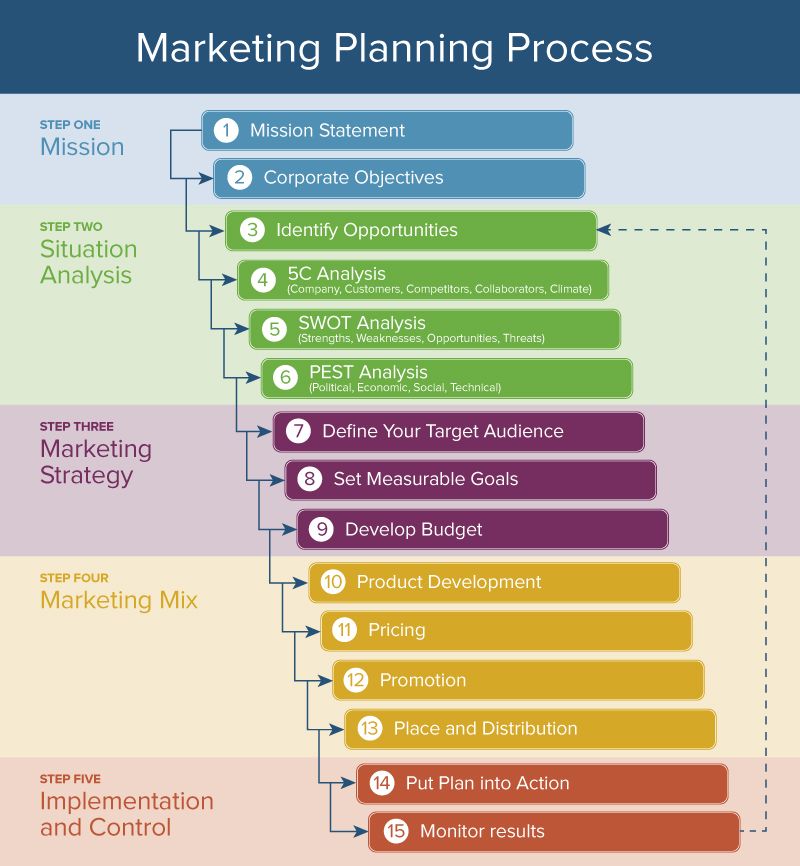 Marketing Planning Process
STEP ONE
Mission
1 Mission Statement
2 Corporate Objectives
STEP TWO
Situation
Analysis
3 Identify Opportunities
4 5C Analysis
(Company, Customers, Competitors, Collaborators, Climate)
5 SWOT Analysis
(Strengths, Weaknesses, Opportunities, Threats)
6 PEST Analysis
(Political, Economic, Social, Technical)
STEP THREE
Marketing
Strategy
7 Define Your Target Audience
8 Set Measurable Goals
9 Develop Budget
STEP FOUR
Marketing Mix
10 Product Development
11 Pricing
12 Promotion
13 Place and Distribution
STEP FIVE
Implementation
and Control
14 Put Plan into Action
15 Monitor results